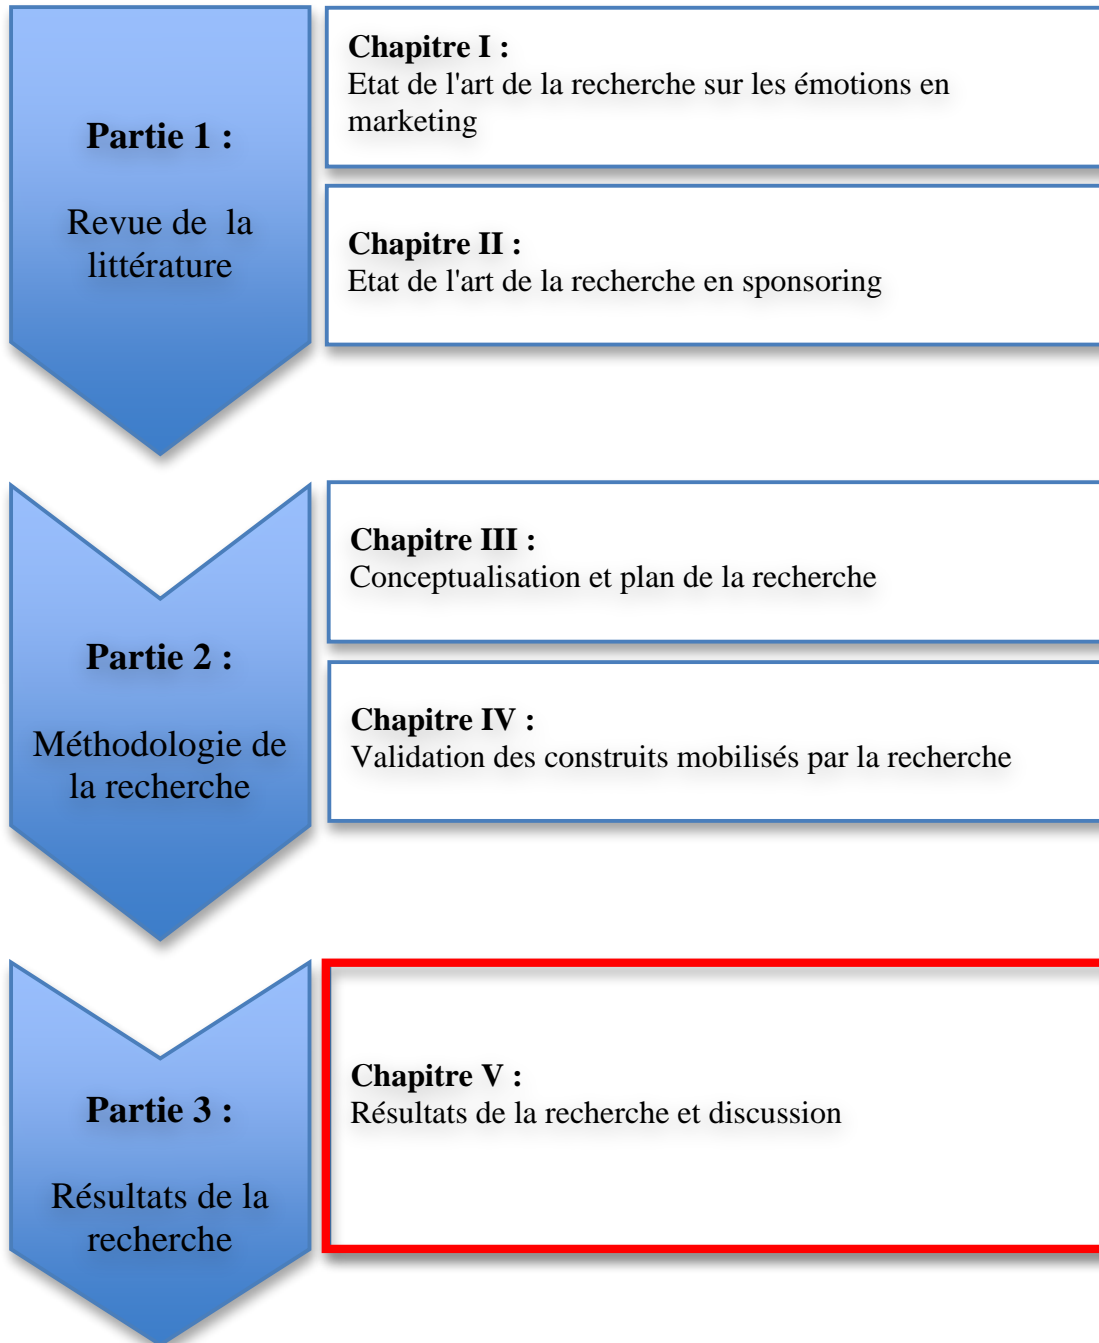 Partie 1 :
Revue de la
littérature
Chapitre I :
Etat de l'art de la recherche sur les émotions en
marketing
Chapitre II :
Etat de l'art de la recherche en sponsoring
Partie 2 :
Méthodologie de
la recherche
Chapitre III :
Conceptualisation et plan de la recherche
Chapitre IV :
Validation des construits mobilisés par la recherche
Partie 3 :
Résultats de la
recherche
Chapitre V :
Résultats de la recherche et discussion